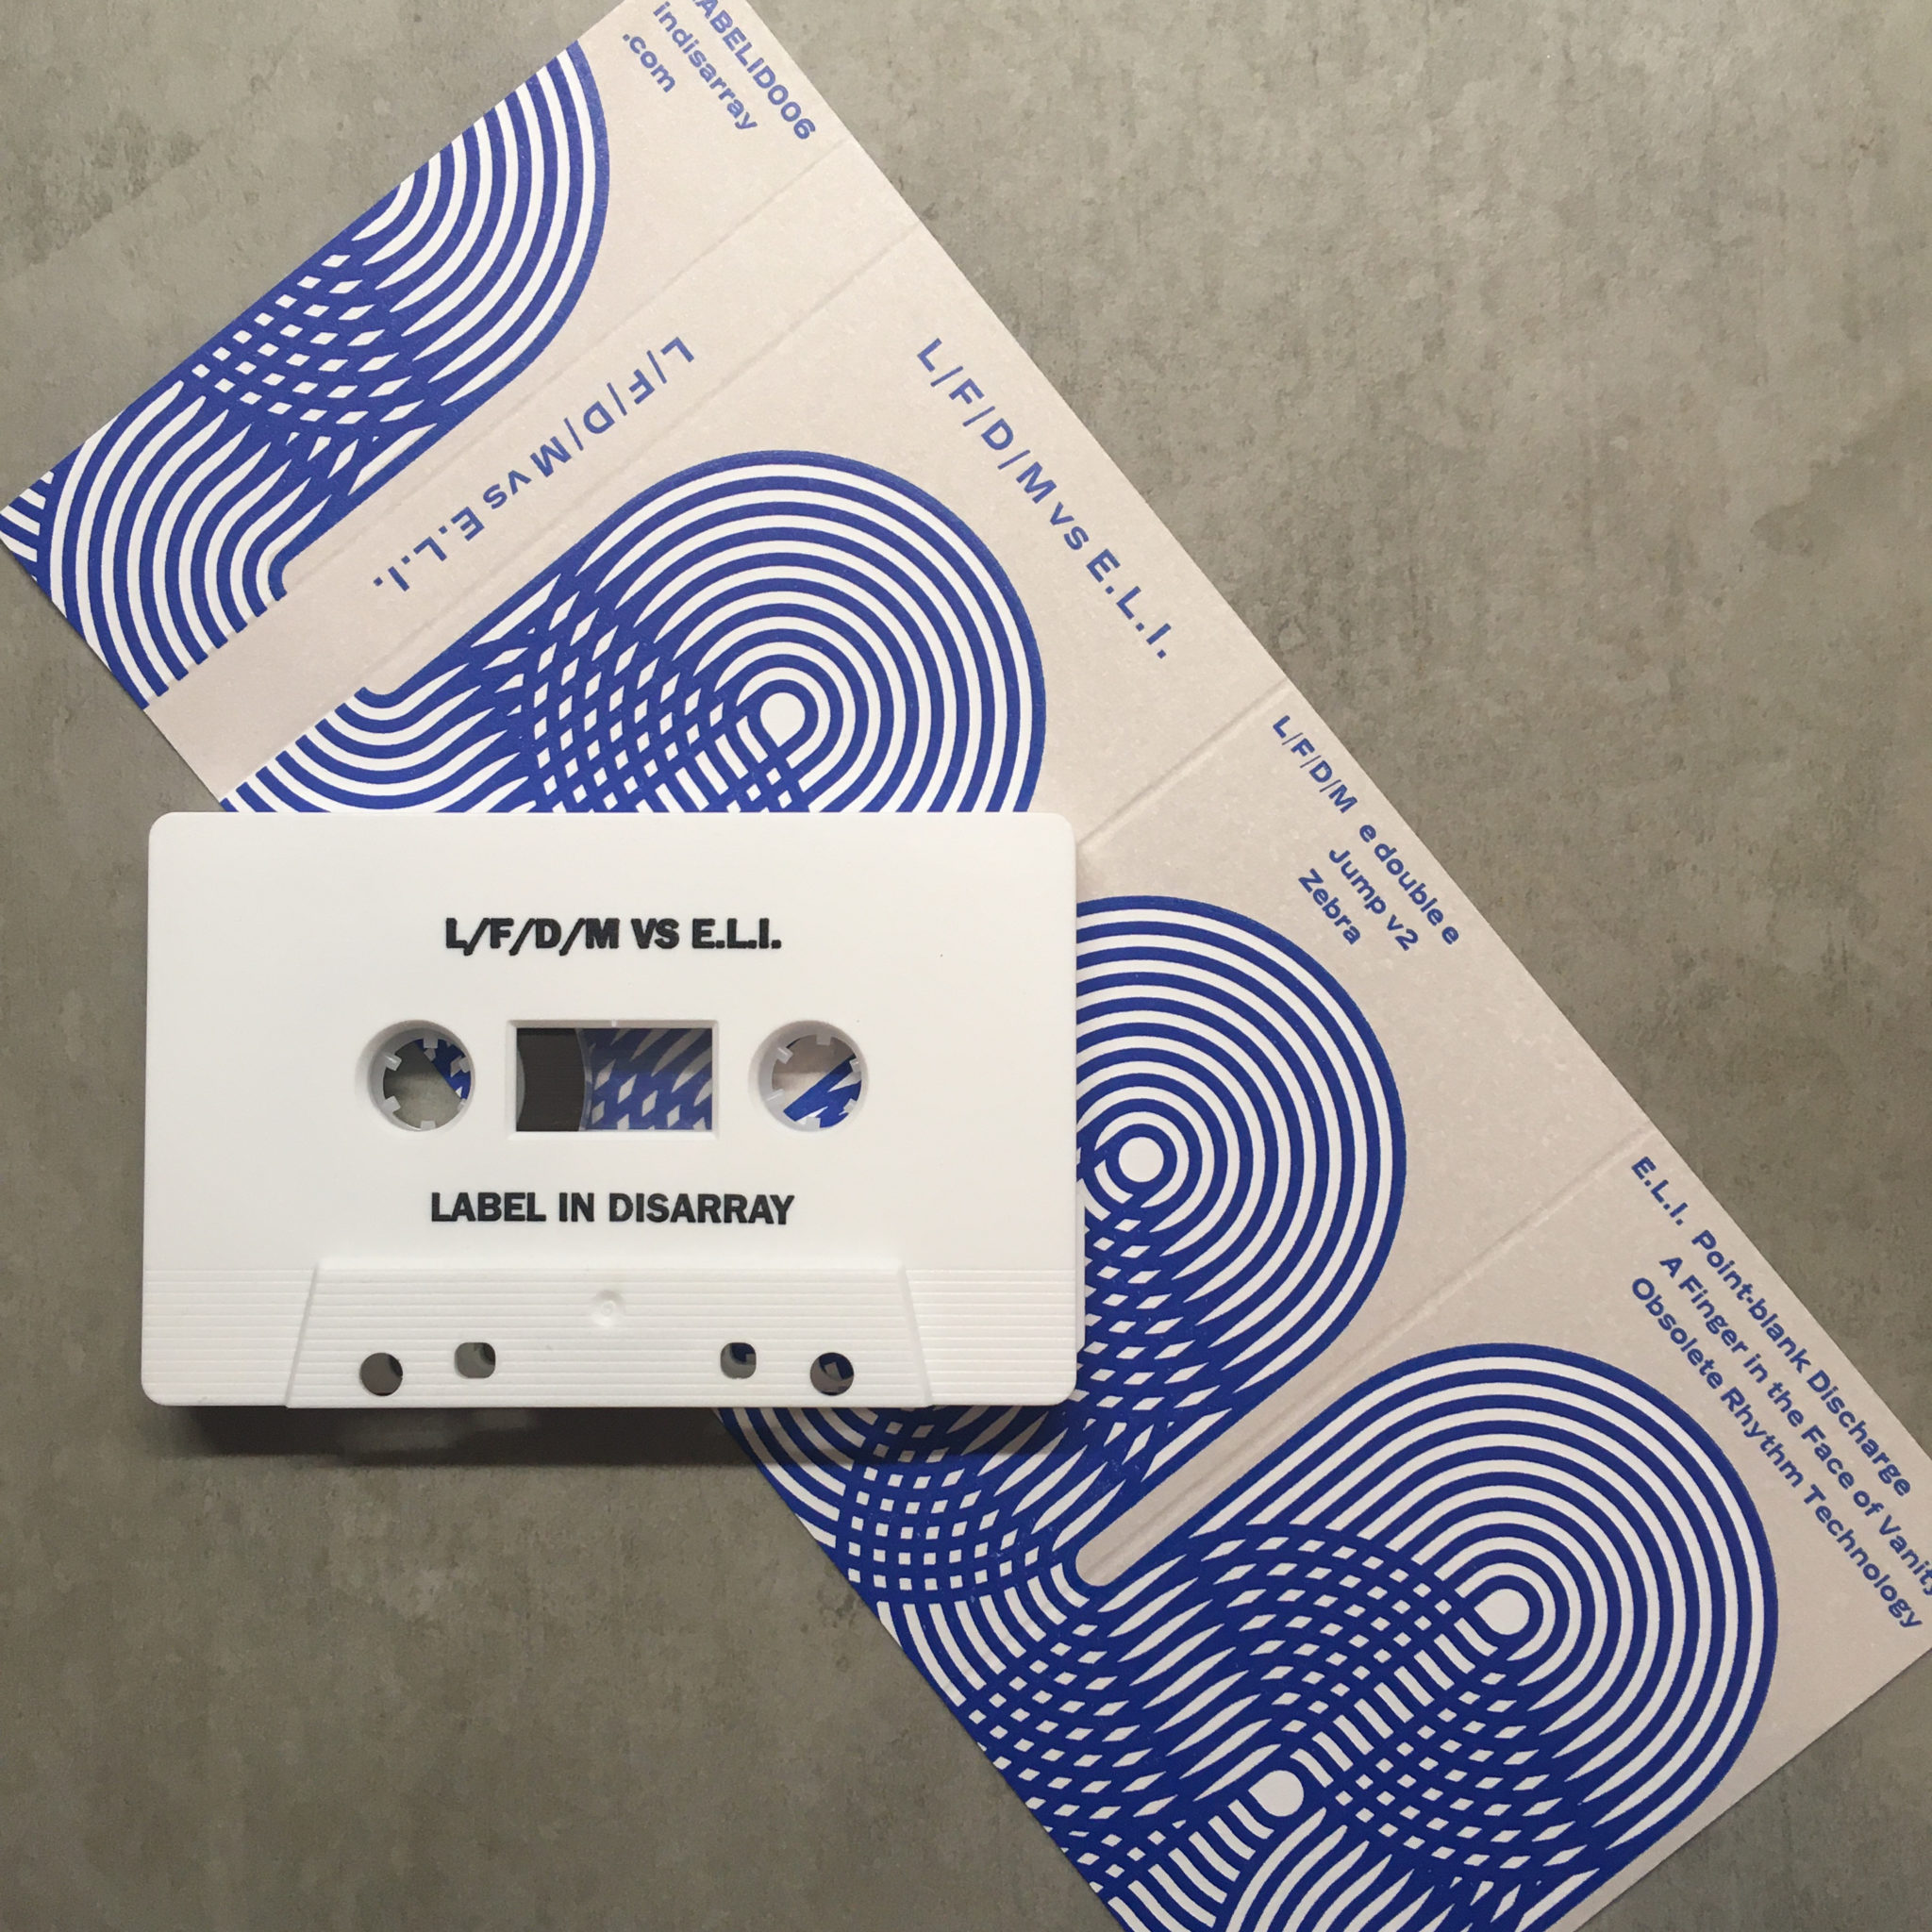 LABELID006
indisarray
.com
L/F/D/M vs E.L.I.
L/F/D/M vs E.L.I.
L/F/D/M e double e
Jump v2
Zebra
E.L.I. Point-blank Discharge
A Finger in the Face of Vanity
Obsolete Rhythm Technology
L/F/D/M VS E.L.I.
LABEL IN DISARRAY